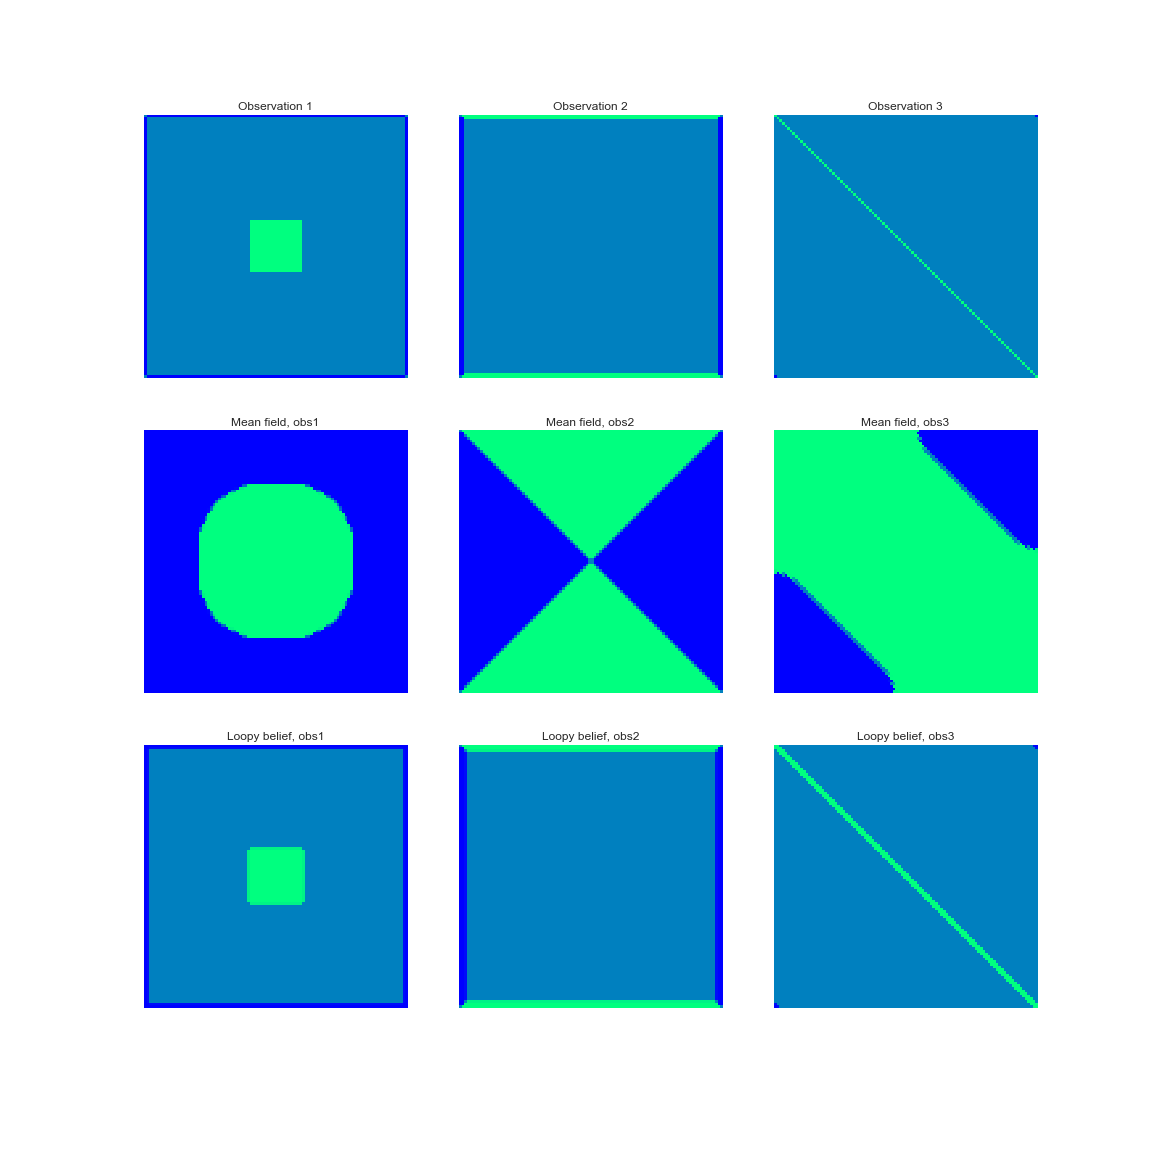 Observation 1
Observation 2
Observation 3
Mean field, obs1
Mean field, obs2
Mean field, obs3
Loopy belief, obs1
Loopy belief, obs2
Loopy belief, obs3